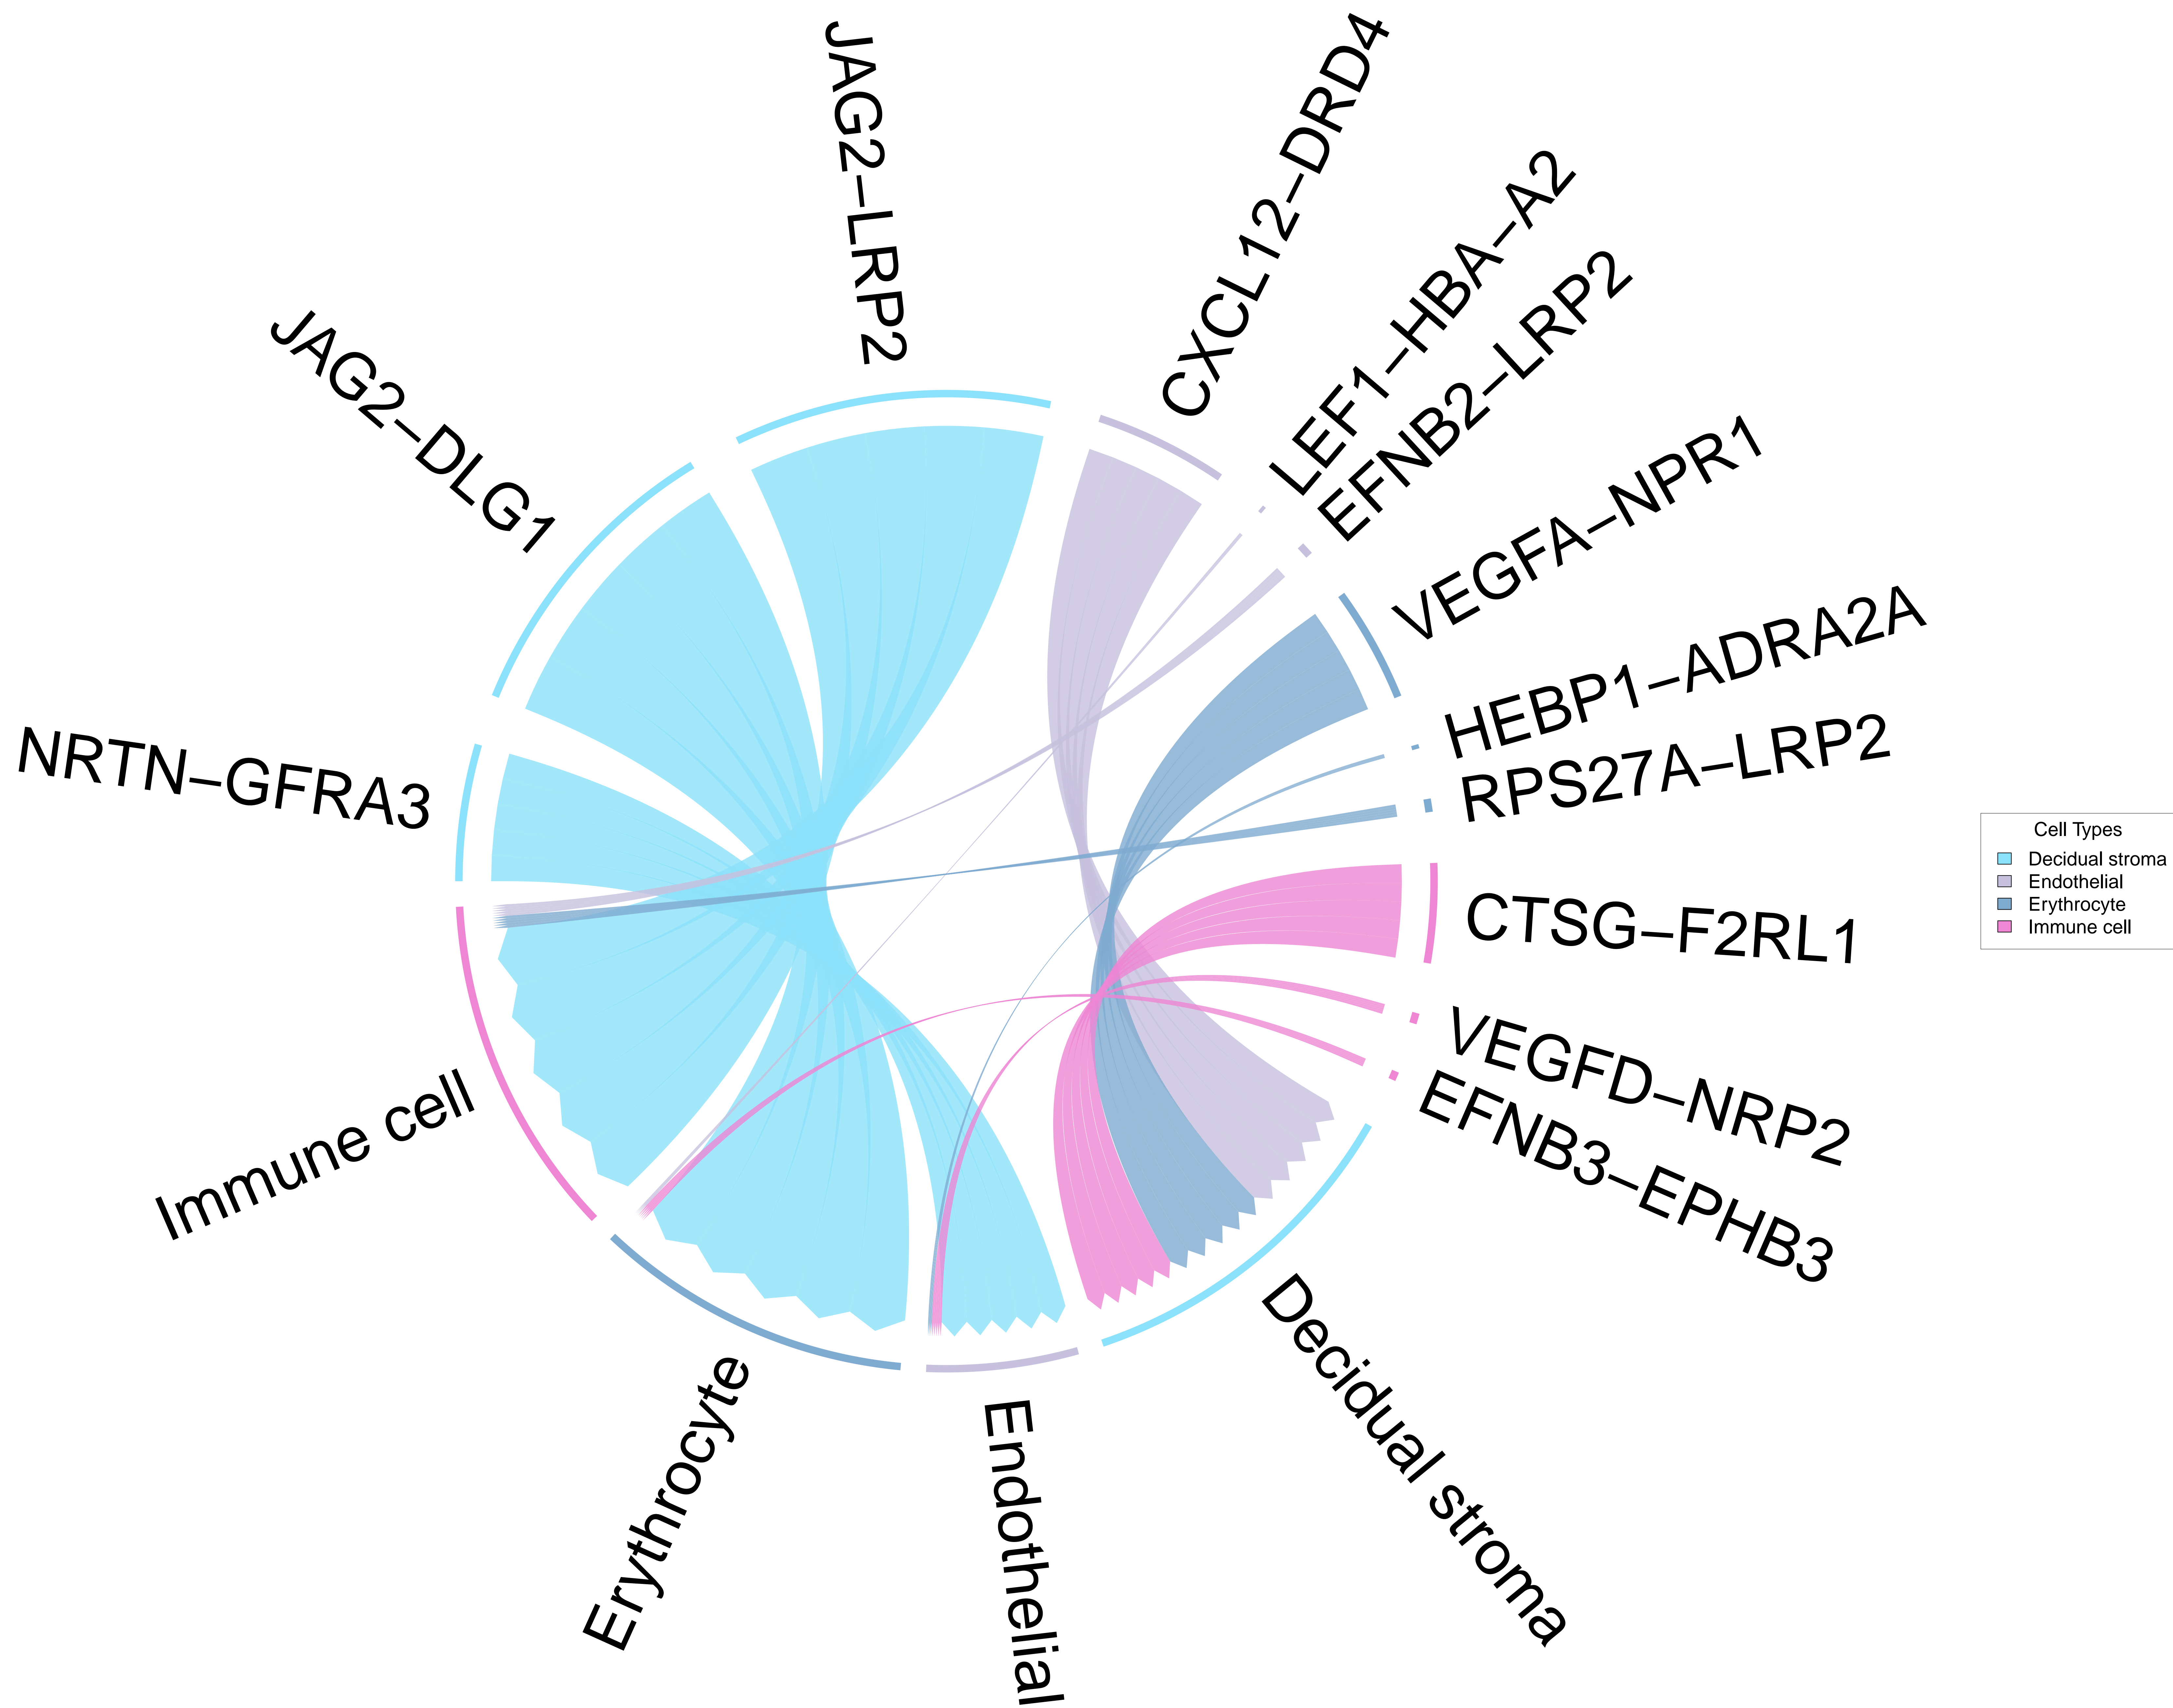 JAG2–LRP2
CXCL12–DRD4
LEF1–HBA–A2
EFNB2–LRP2
VEGFA–NPR1
HEBP1–ADRA2A
RPS27A–LRP2
CTSG–F2RL1
VEGFD–NRP2
EFNB3–EPHB3
Decidual stroma
Endothelial
Erythrocyte
Immune cell
NRTN–GFRA3
JAG2–DLG1
Cell Types
Decidual stroma
Endothelial
Erythrocyte
Immune cell